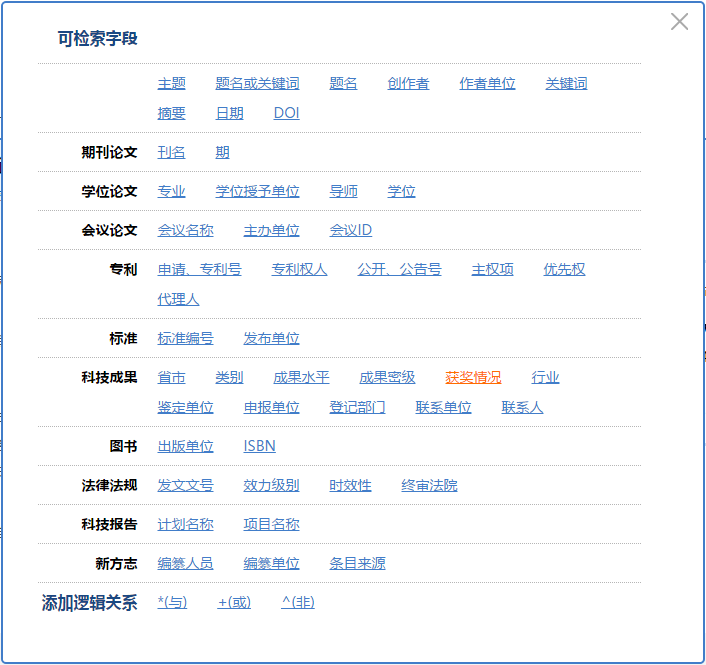 可检索字段
主题 题名或关键词 题名 创作者 作者单位 关键词
摘要 日期 DOI
期刊论文 刊名 期
学位论文 专业 学位授予单位 导师 学位
会议论文 会议名称 主办单位 会议ID
专利 申请、专利号 专利权人 公开、公告号 主权项 优先权
代理人
标准 标准编号 发布单位
科技成果 省市 类别 成果水平 成果密级 获奖情况 行业
鉴定单位 申报单位 登记部门 联系单位 联系人
图书 出版单位 ISBN
法律法规 发文文号 效力级别 时效性 终审法院
科技报告 计划名称 项目名称
新方志 编纂人员 编纂单位 条目来源
添加逻辑关系 *(与) +(或) ^(非)